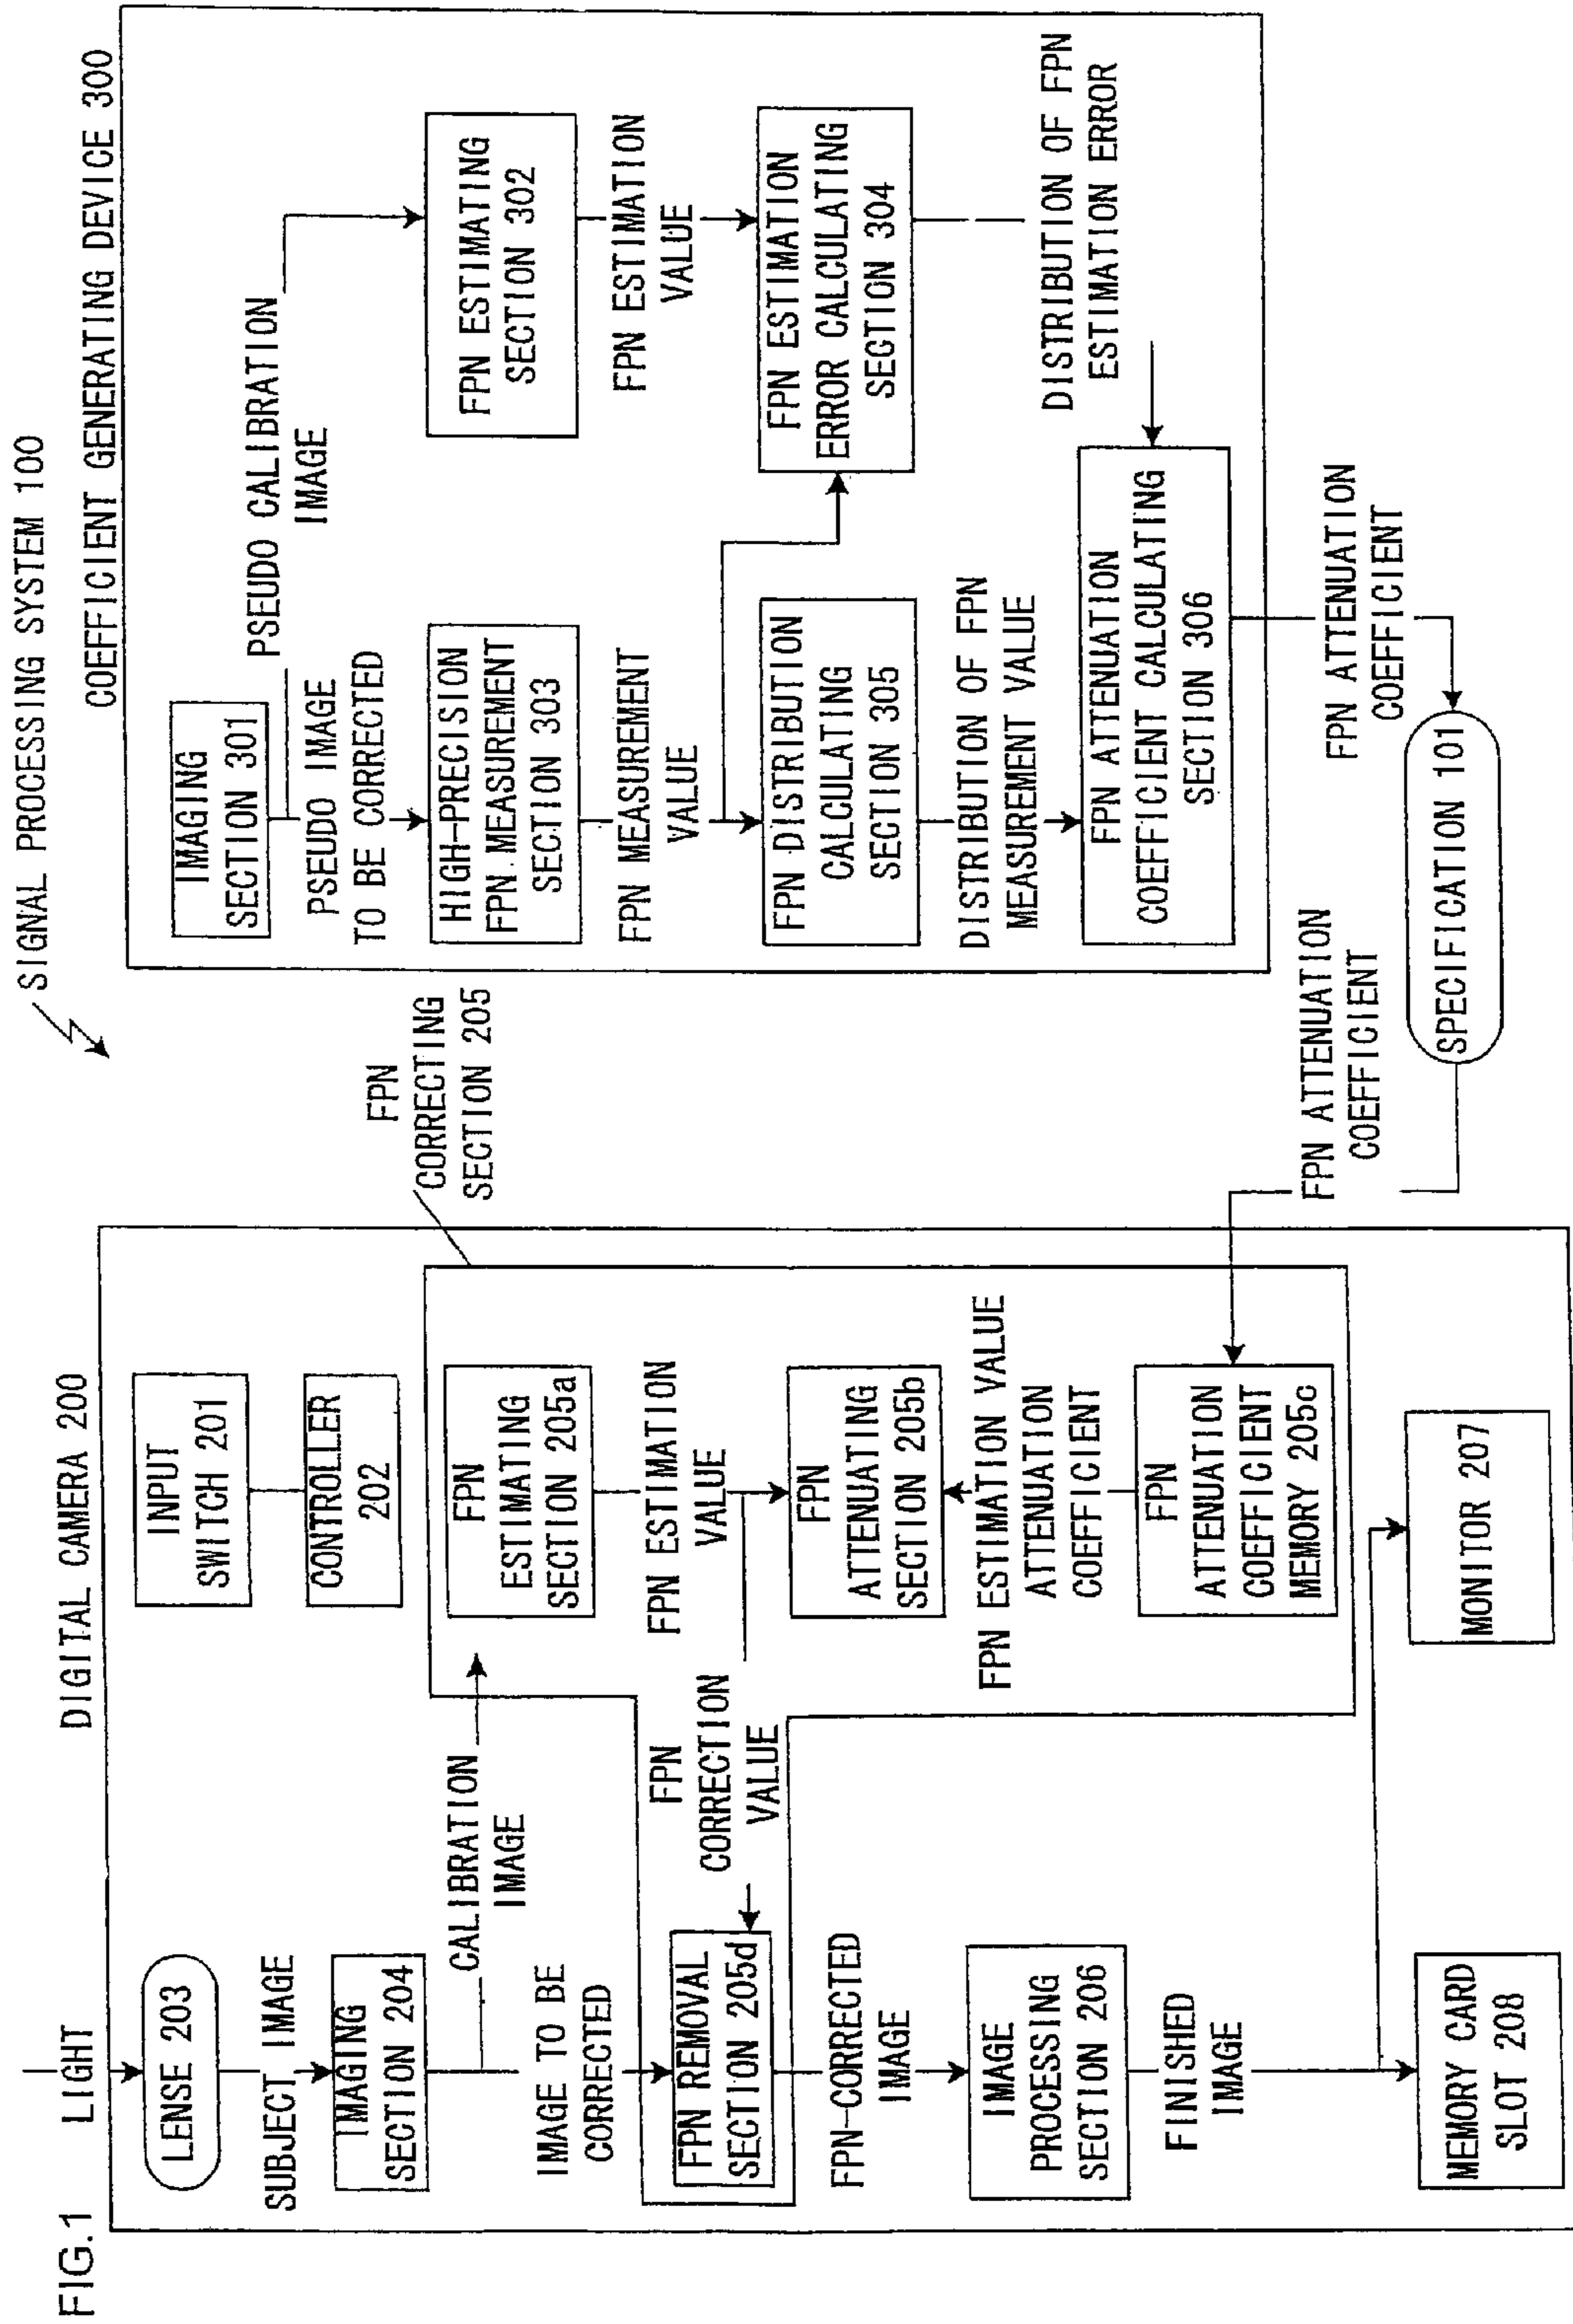 FIG.1
SIGNAL PROCESSING SYSTEM 100
DIGITAL CAMERA 200
LIGHT
LENSE 203
SUBJECT IMAGE
IMAGING
SECTION 204
CALIBRATION
IMAGE
IMAGE TO BE
CORRECTED
FPN REMOVAL
SECTION 205d
FPN-CORRECTED
IMAGE
IMAGE
PROCESSING
SECTION 206
FINISHED
IMAGE
MEMORY CARD
SLOT 208
INPUT
SWITCH 201
CONTROLLER
202
FPN
CORRECTING
SECTION 205
FPN
ESTIMATING
SECTION 205a
FPN ESTIMATION
VALUE
FPN
CORRECTION
VALUE
FPN
ATTENUATING
SECTION 205b
FPN ESTIMATION VALUE
ATTENUATION
COEFFICIENT
FPN
ATTENUATION
COEFFICIENT
MEMORY 205c
MONITOR 207
COEFFICIENT GENERATING DEVICE 300
IMAGING
SECTION 301
PSEUDO CALIBRATION
IMAGE
PSEUDO IMAGE
TO BE CORRECTED
HIGH-PRECISION
FPN MEASUREMENT
SECTION 303
FPN MEASUREMENT
VALUE
FPN DISTRIBUTION
CALCULATING
SECTION 305
DISTRIBUTION OF FPN
MEASUREMENT VALUE
FPN ESTIMATING
SECTION 302
FPN ESTIMATION
VALUE
FPN ESTIMATION
ERROR CALCULATING
SEGTION 304
DISTRIBUTION OF FPN
ESTIMATION ERROR
FPN ATTENUATION
COEFFICIENT CALCULATING
SECTION 306
FPN ATTENUATION
COEFFICIENT
SPECIFICATION 101
FPN ATTENUATION
COEFFICIENT